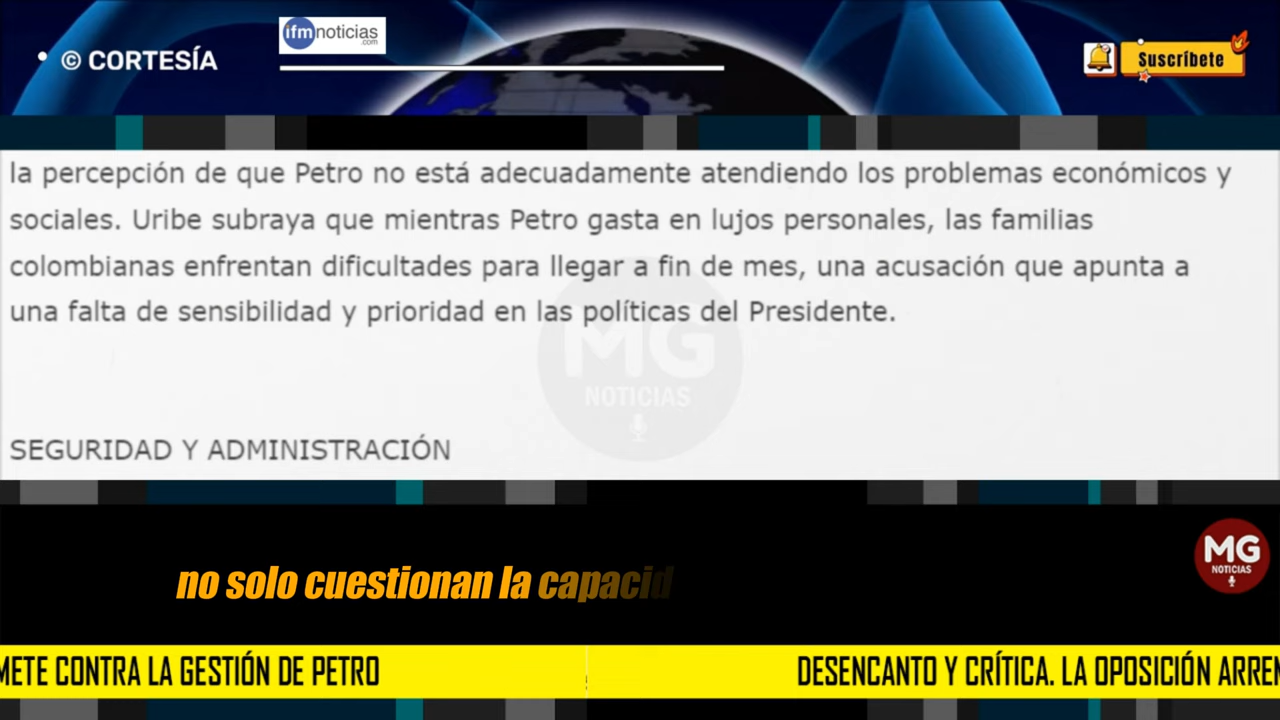 ifmnoticias
.com
© CORTESÍA
Suscríbete
la percepción de que Petro no está adecuadamente atendiendo los problemas económicos y
sociales. Uribe subraya que mientras Petro gasta en lujos personales, las familias
colombianas enfrentan dificultades para llegar a fin de mes, una acusación que apunta a
una falta de sensibilidad y prioridad en las políticas del Presidente.
MG
NOTICIAS
SEGURIDAD Y ADMINISTRACIÓN
no solo cuestionan la capacid
MG
NOTICIAS
METE CONTRA LA GESTIÓN DE PETRO
DESENCANTO Y CRÍTICA. LA OPOSICIÓN ARREM